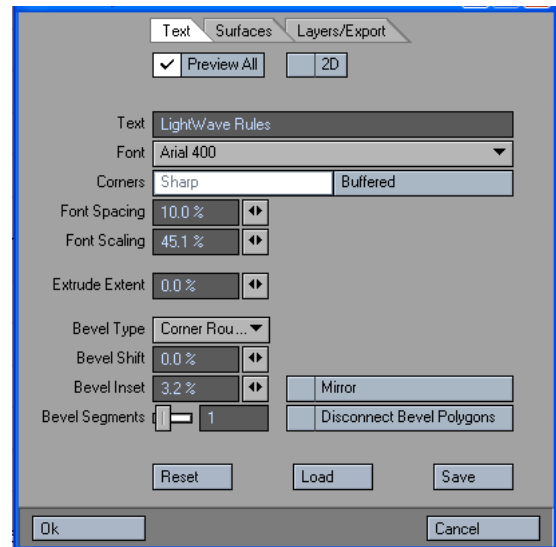 Text Surfaces Layers/Export
Preview All 2D
Text LightWave Rules
Font Arial 400
Corners Sharp Buffered
Font Spacing 10.0 %
Font Scaling 45.1 %
Extrude Extent 0.0 %
Bevel Type Corner Rou...
Bevel Shift 0.0 %
Bevel Inset 3.2 % Mirror
Bevel Segments 1 Disconnect Bevel Polygons
Reset Load Save
Ok Cancel